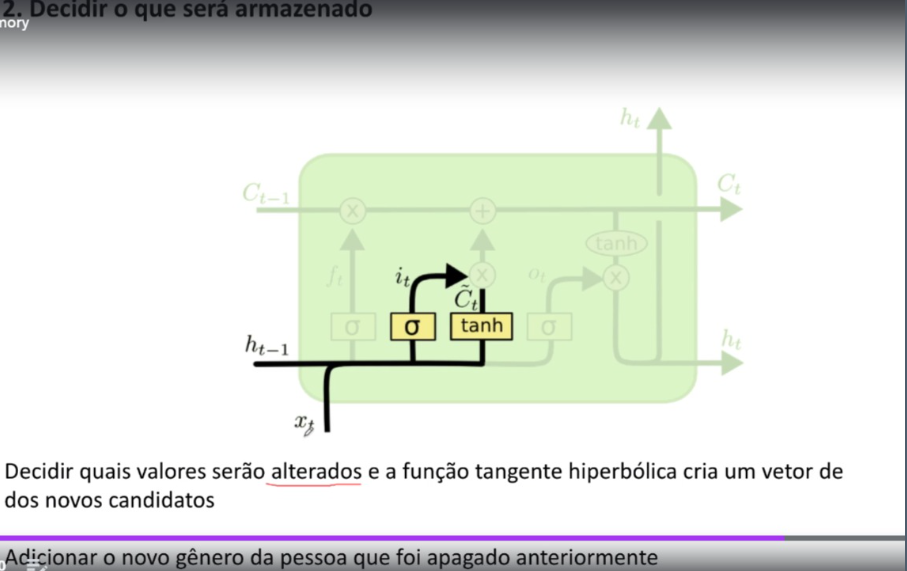 2. Decidir o que será armazenado
nory
h_t
C_{t-1}
C_t
x
+
tanh
f_t
i_t
x
o_t
x
C̃_t
σ
σ
tanh
σ
h_{t-1}
h_t
x_t
Decidir quais valores serão alterados e a função tangente hiperbólica cria um vetor de
dos novos candidatos
Adicionar o novo gênero da pessoa que foi apagado anteriormente